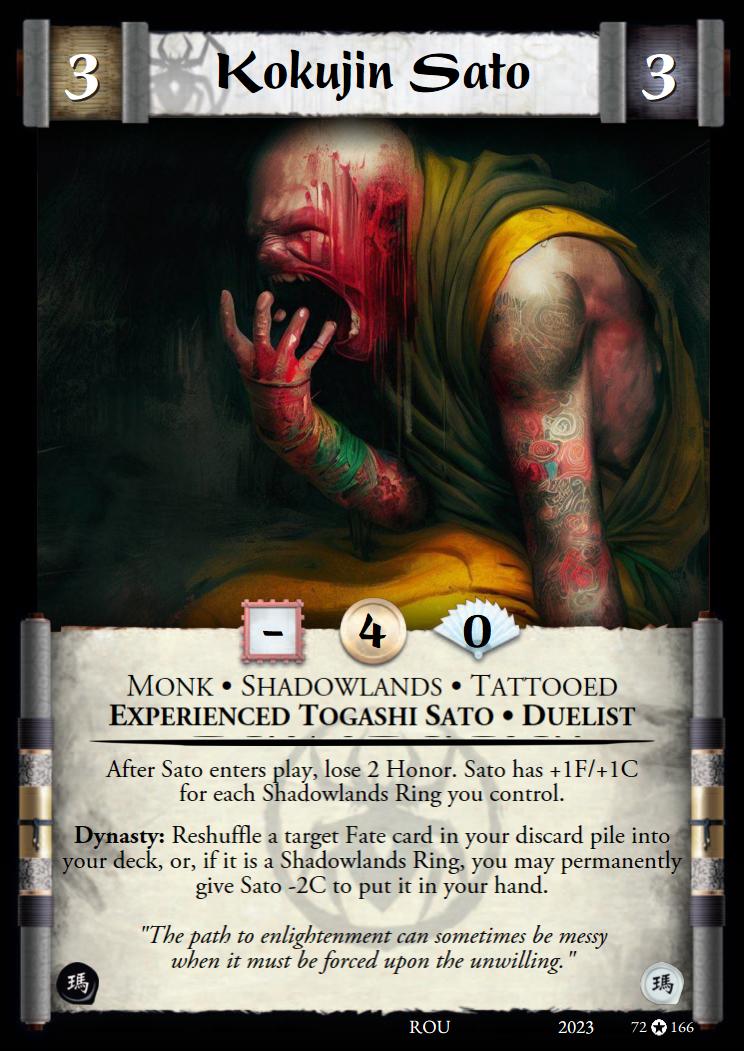 3 Kokujin Sato 3
- 4 0
Monk • Shadowlands • Tattooed
Experienced Togashi Sato • Duelist
After Sato enters play, lose 2 Honor. Sato has +1F/+1C
for each Shadowlands Ring you control.
Dynasty: Reshuffle a target Fate card in your discard pile into
your deck, or, if it is a Shadowlands Ring, you may permanently
give Sato -2C to put it in your hand.
"The path to enlightenment can sometimes be messy
when it must be forced upon the unwilling."
瑪 瑪
ROU 2023 72 ✪ 166